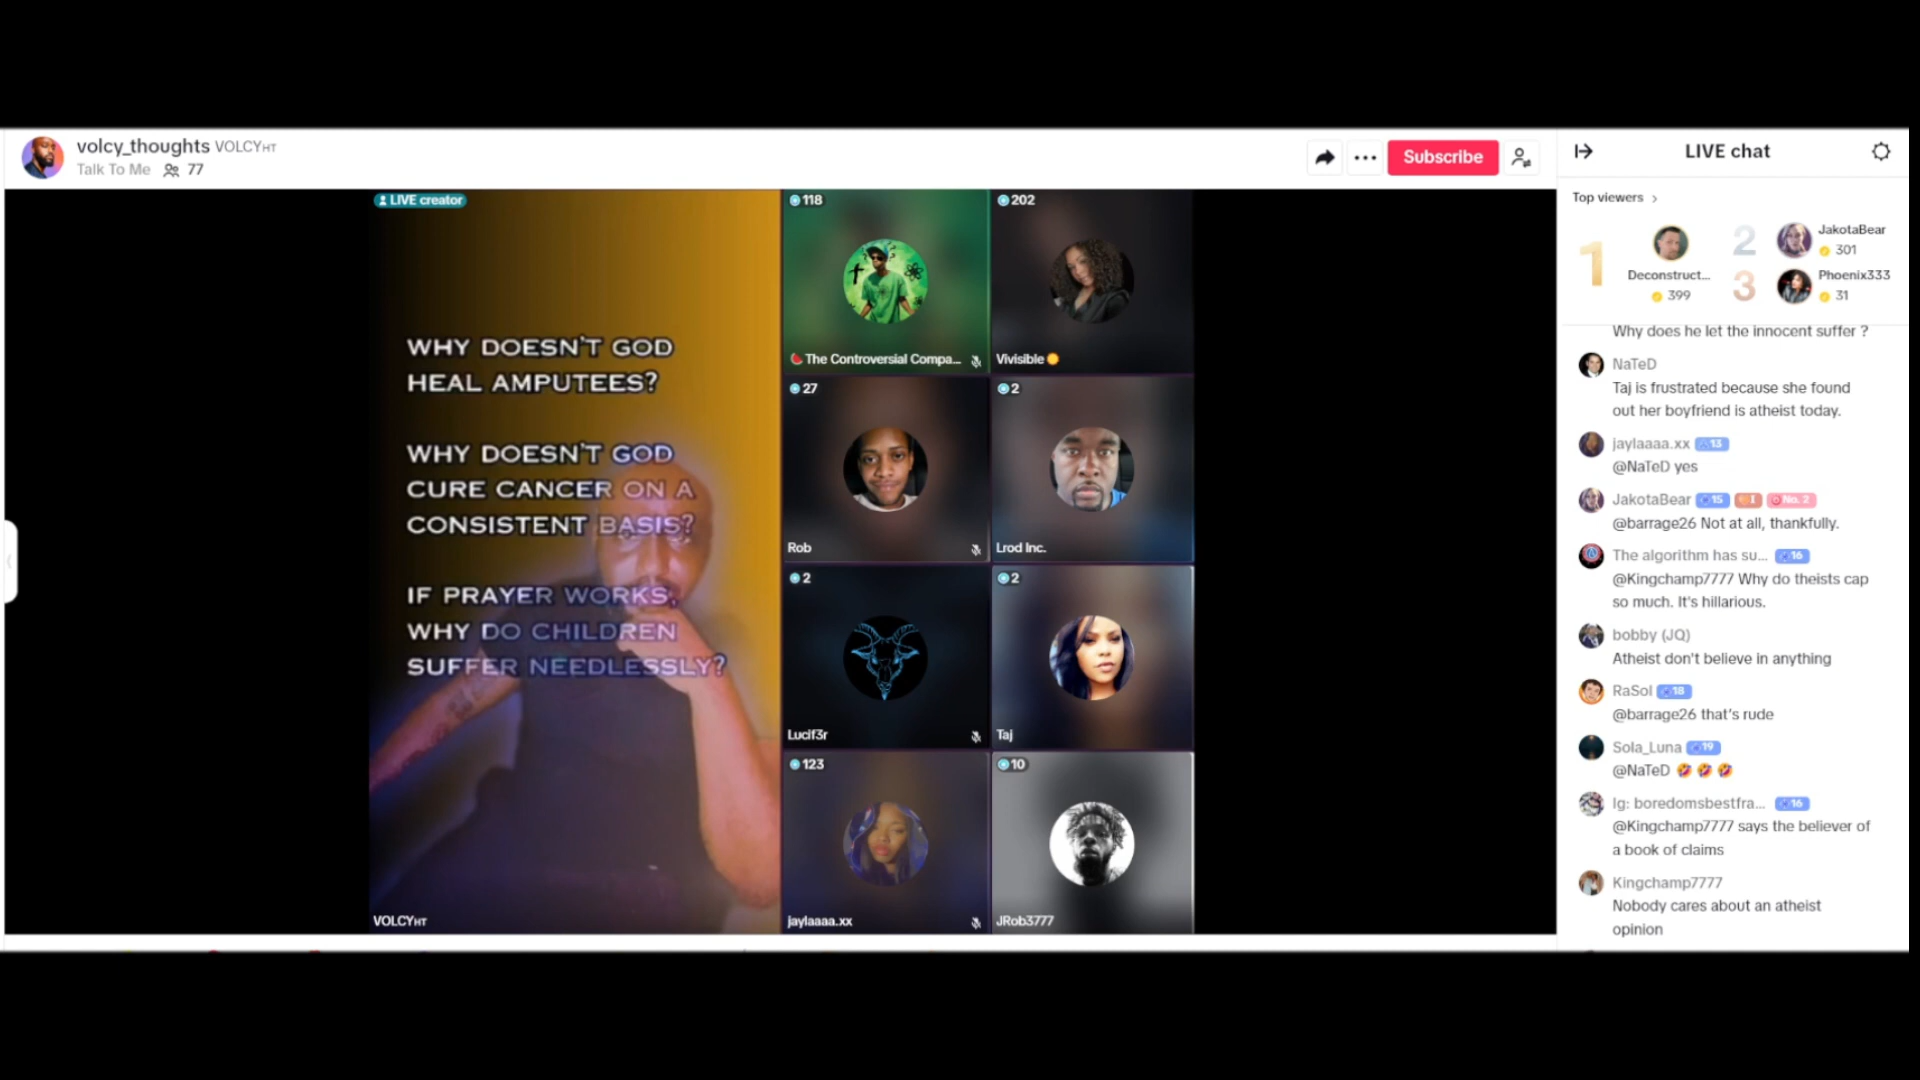 volcy_thoughts VOLCYHT
Talk To Me 77
Subscribe
LIVE chat
LIVE creator
WHY DOESN'T GOD
HEAL AMPUTEES?
WHY DOESN'T GOD
CURE CANCER ON A
CONSISTENT BASIS?
IF PRAYER WORKS,
WHY DO CHILDREN
SUFFER NEEDLESSLY?
VOLCYHT
118
The Controversial Compa...
202
Vivisible
27
Rob
2
Lrod Inc.
2
Lucif3r
2
Taj
123
jaylaaaa.xx
10
JRob3777
Top viewers
1
Deconstruct...
399
2
JakotaBear
301
3
Phoenix333
31
Why does he let the innocent suffer ?
NaTeD
Taj is frustrated because she found
out her boyfriend is atheist today.
jaylaaaa.xx 13
@NaTeD yes
JakotaBear 15 I No. 2
@barrage26 Not at all, thankfully.
The algorithm has su... 16
@Kingchamp7777 Why do theists cap
so much. It's hillarious.
bobby (JQ)
Atheist don't believe in anything
RaSol 18
@barrage26 that's rude
Sola_Luna 19
@NaTeD 🤣 🤣 🤣
Ig: boredomsbestfra... 16
@Kingchamp7777 says the believer of
a book of claims
Kingchamp7777
Nobody cares about an atheist
opinion